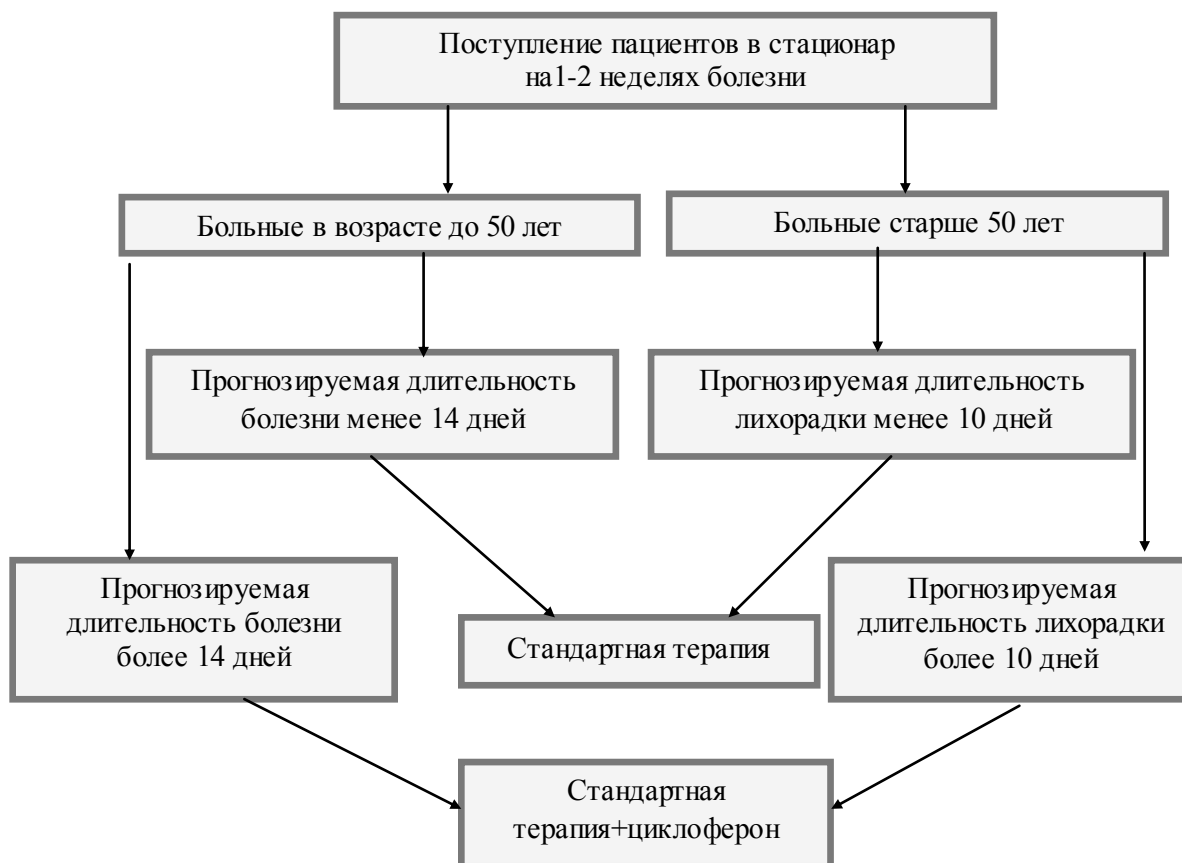 Поступление пациентов в стационар
на1-2 неделях болезни
Больные в возрасте до 50 лет
Больные старше 50 лет
Прогнозируемая длительность
болезни менее 14 дней
Прогнозируемая длительность
лихорадки менее 10 дней
Прогнозируемая
длительность болезни
более 14 дней
Стандартная терапия
Прогнозируемая
длительность лихорадки
более 10 дней
Стандартная
терапия+циклоферон